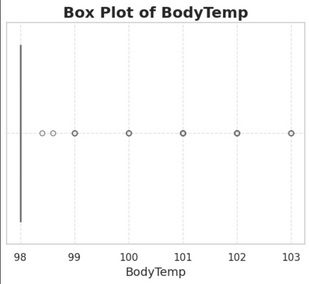 Box Plot of BodyTemp
98 99 100 101 102 103
BodyTemp